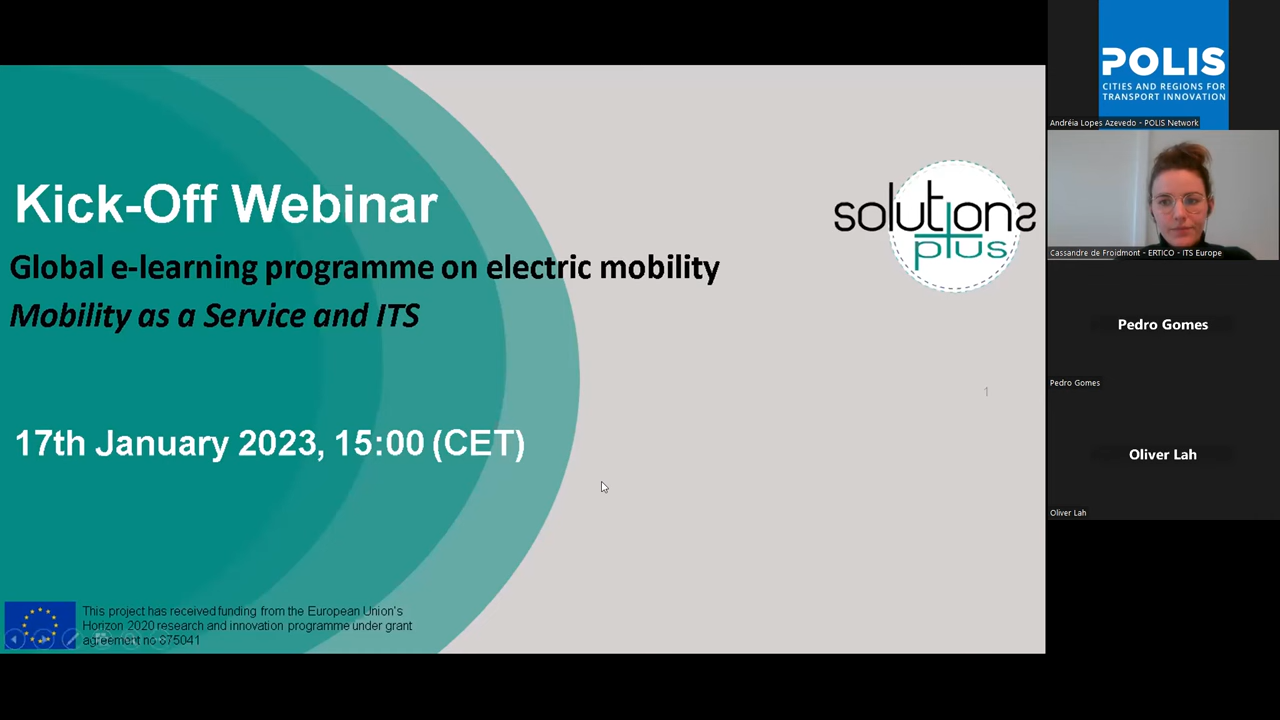 Kick-Off Webinar
Global e-learning programme on electric mobility
Mobility as a Service and ITS
17th January 2023, 15:00 (CET)
solutions
plus
1
This project has received funding from the European Union's
Horizon 2020 research and innovation programme under grant
agreement no 875041
POLIS
CITIES AND REGIONS FOR
TRANSPORT INNOVATION
Andréia Lopes Azevedo - POLIS Network
Cassandre de Froidmont - ERTICO - ITS Europe
Pedro Gomes
Pedro Gomes
Oliver Lah
Oliver Lah